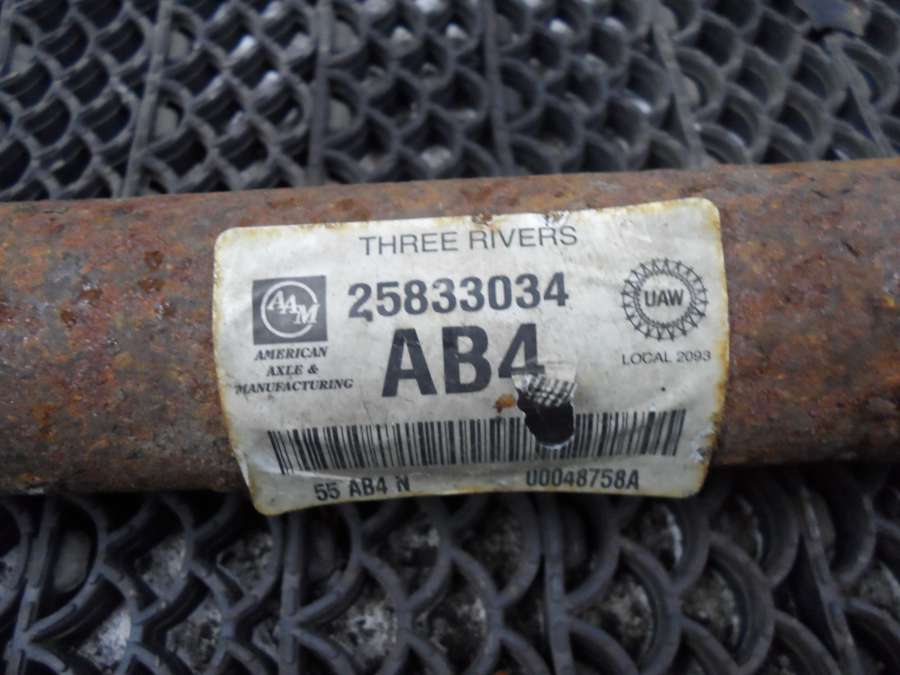 THREE RIVERS
AAM
25833034
UAW
AB4
AMERICAN
AXLE &
MANUFACTURING
LOCAL 2093
55 AB4 N
U0048758A